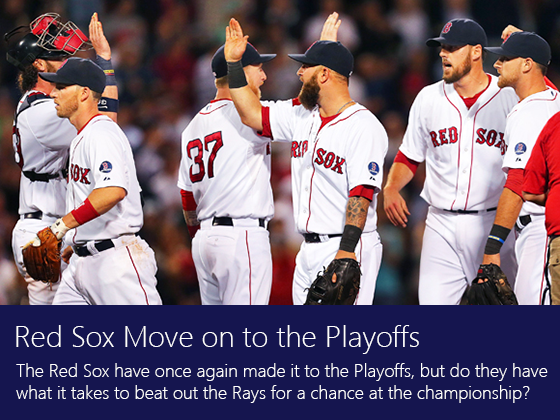 B
RED SOX
37
SOX
Red Sox Move on to the Playoffs
The Red Sox have once again made it to the Playoffs, but do they have
what it takes to beat out the Rays for a chance at the championship?